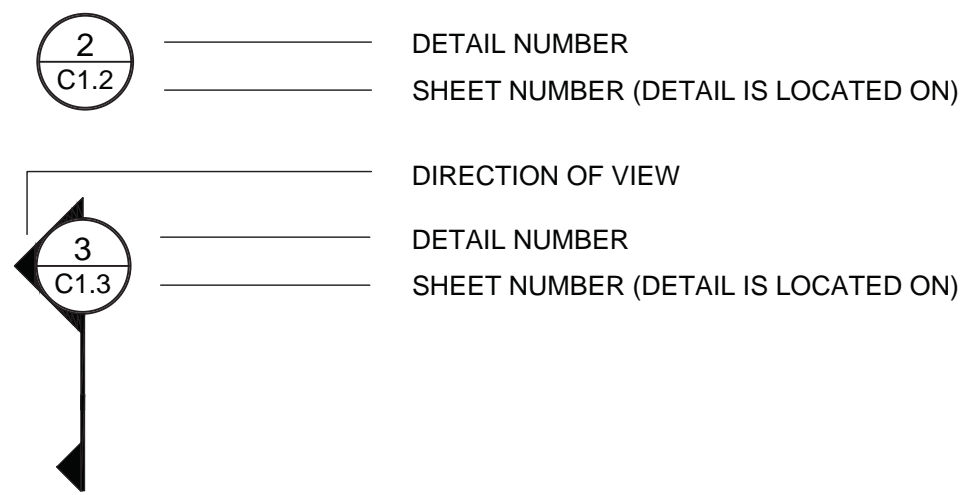 2
C1.2
DETAIL NUMBER
SHEET NUMBER (DETAIL IS LOCATED ON)
DIRECTION OF VIEW
3
C1.3
DETAIL NUMBER
SHEET NUMBER (DETAIL IS LOCATED ON)